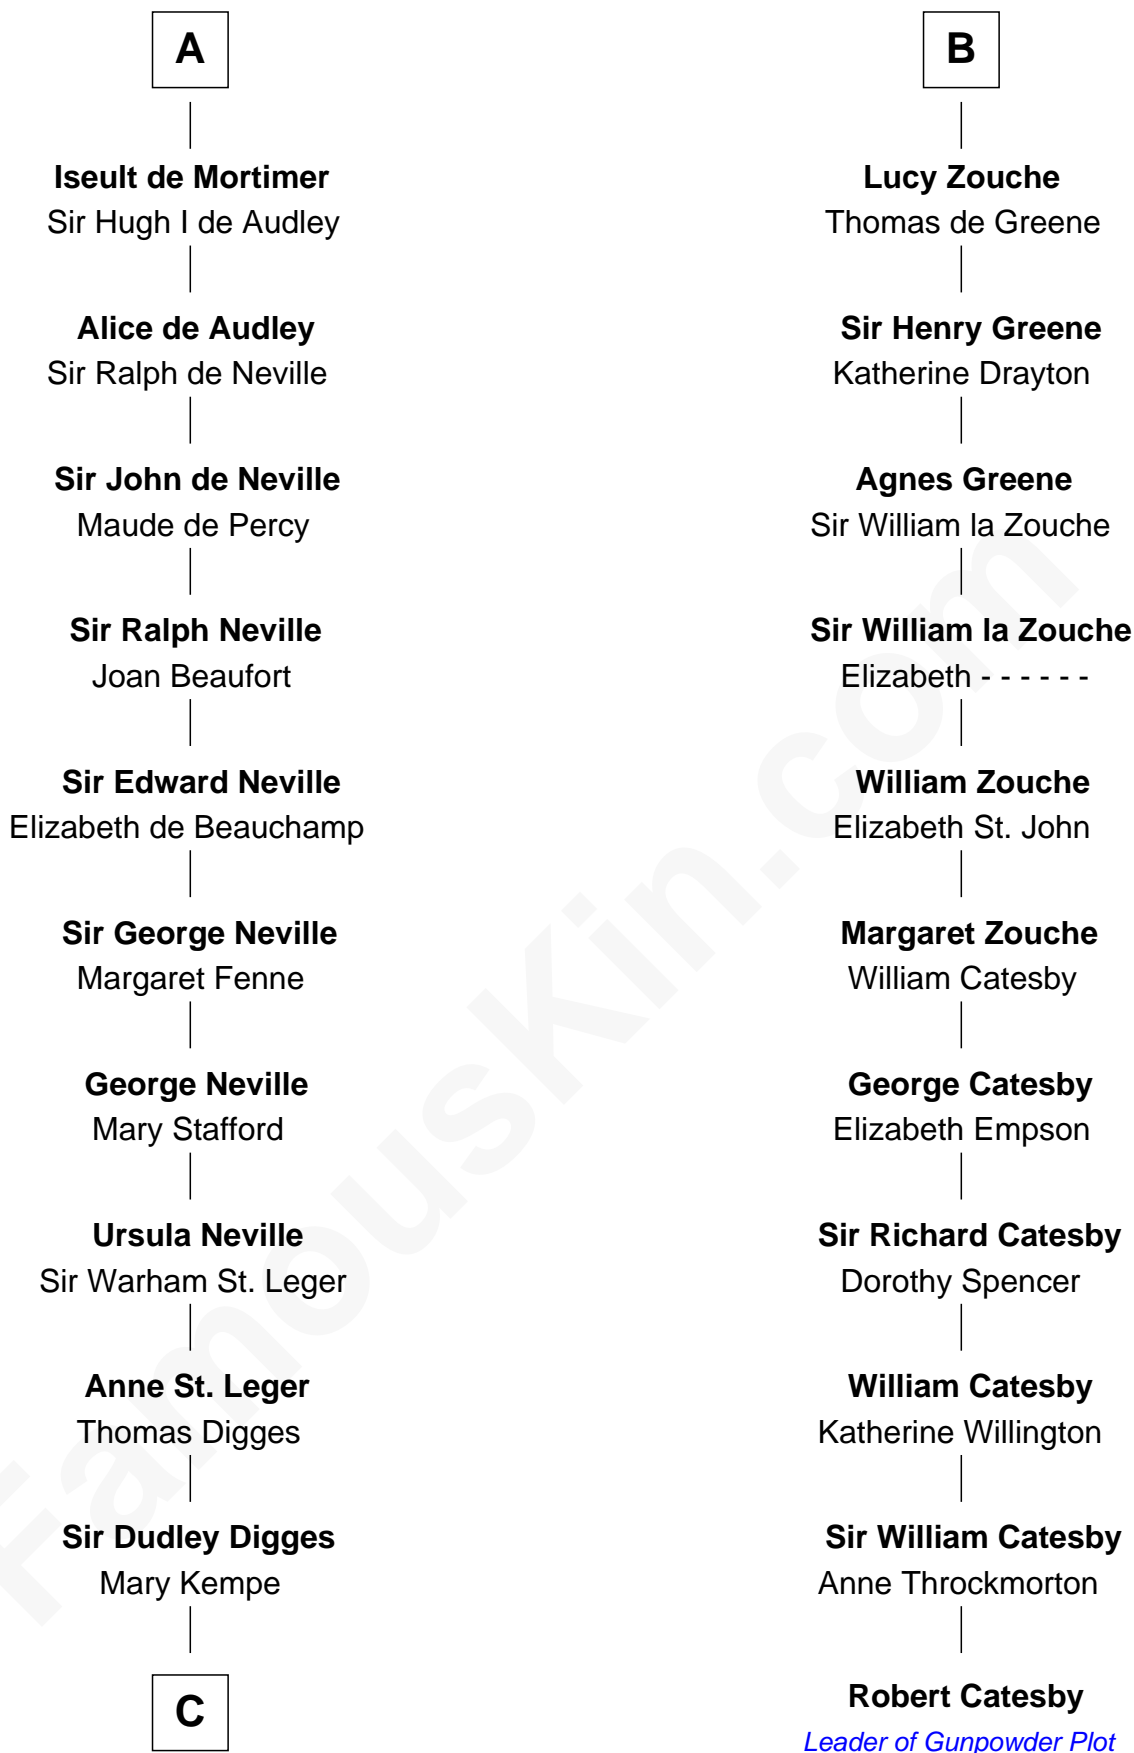 A
Iseult de Mortimer
Sir Hugh I de Audley
Alice de Audley
Sir Ralph de Neville
Sir John de Neville
Maude de Percy
Sir Ralph Neville
Joan Beaufort
Sir Edward Neville
Elizabeth de Beauchamp
Sir George Neville
Margaret Fenne
George Neville
Mary Stafford
Ursula Neville
Sir Warham St. Leger
Anne St. Leger
Thomas Digges
Sir Dudley Digges
Mary Kempe
C
B
Lucy Zouche
Thomas de Greene
Sir Henry Greene
Katherine Drayton
Agnes Greene
Sir William la Zouche
Sir William la Zouche
Elizabeth - - - - - -
William Zouche
Elizabeth St. John
Margaret Zouche
William Catesby
George Catesby
Elizabeth Empson
Sir Richard Catesby
Dorothy Spencer
William Catesby
Katherine Willington
Sir William Catesby
Anne Throckmorton
Robert Catesby
Leader of Gunpowder Plot
FamousKin.com